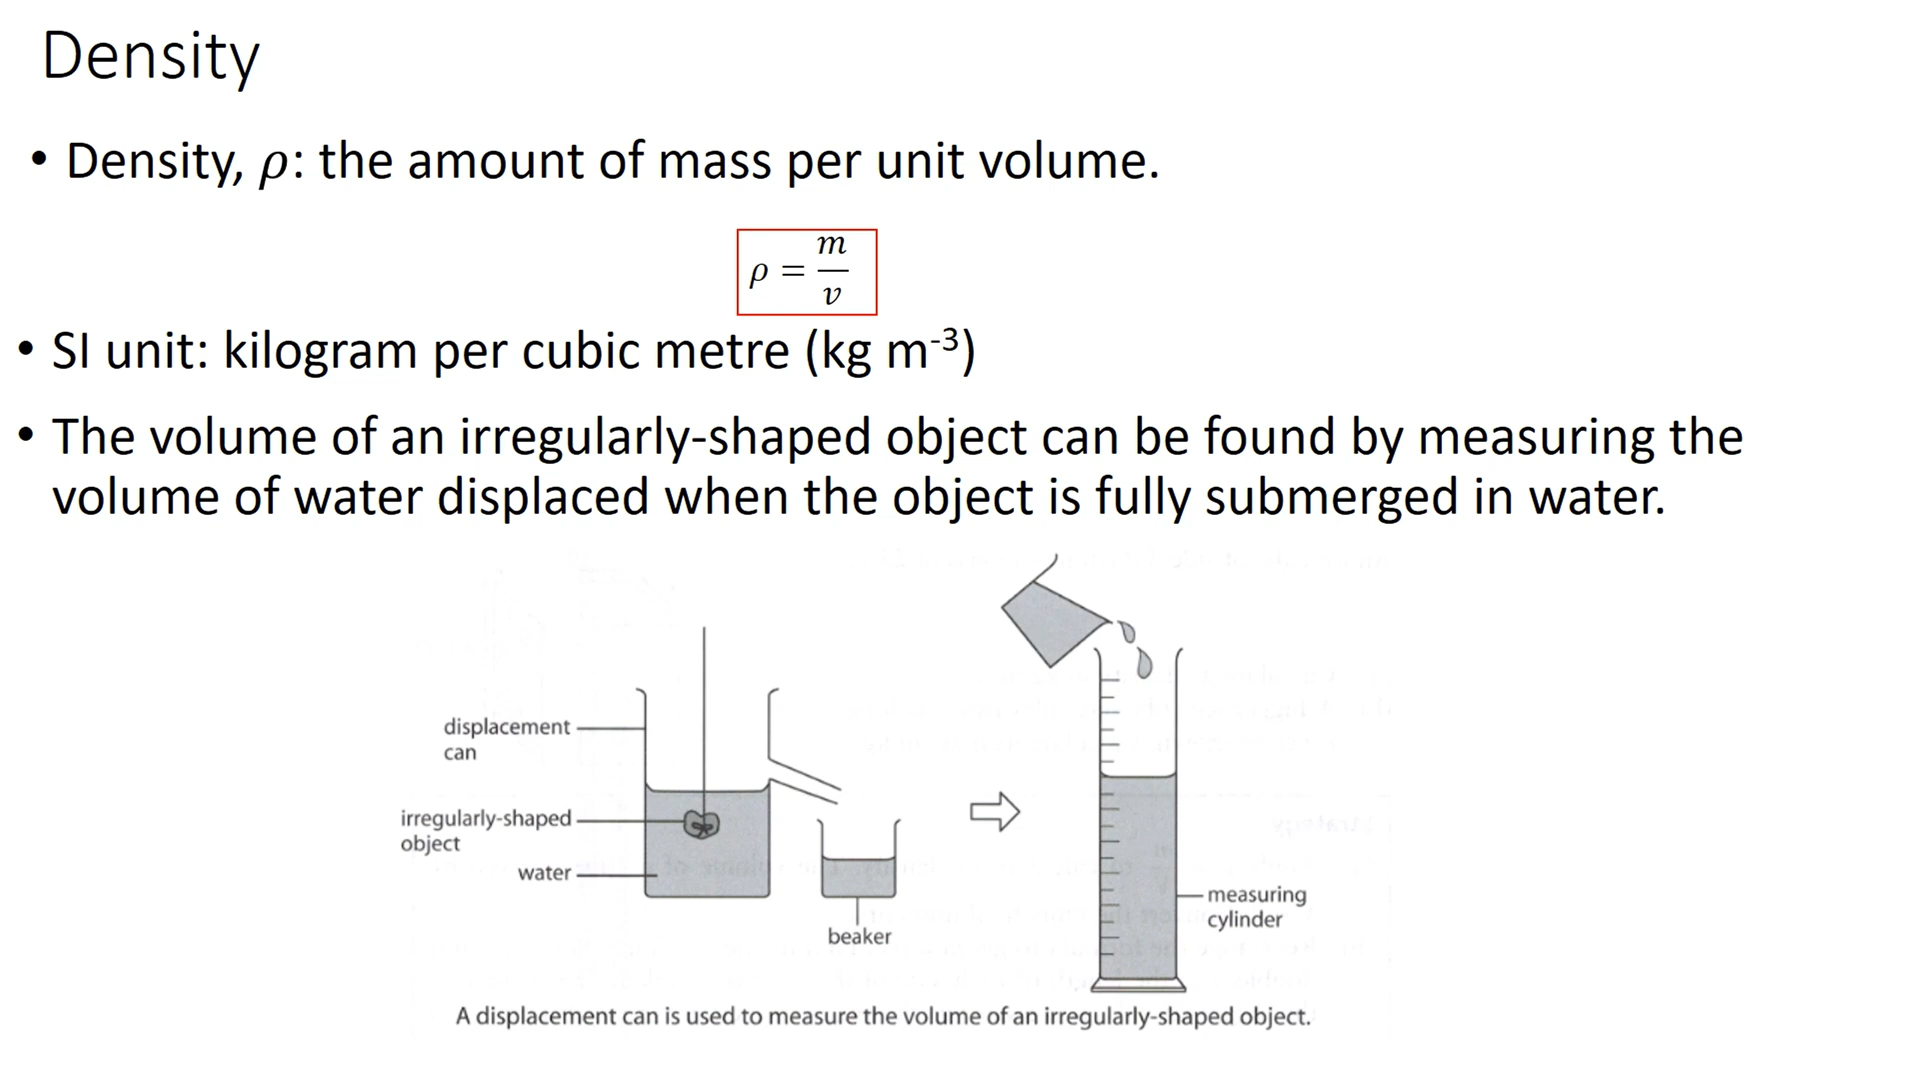 Density
• Density, ρ: the amount of mass per unit volume.
ρ = m/v
• SI unit: kilogram per cubic metre (kg m⁻³)
• The volume of an irregularly-shaped object can be found by measuring the
volume of water displaced when the object is fully submerged in water.
displacement
can
irregularly-shaped
object
water
beaker
measuring
cylinder
A displacement can is used to measure the volume of an irregularly-shaped object.